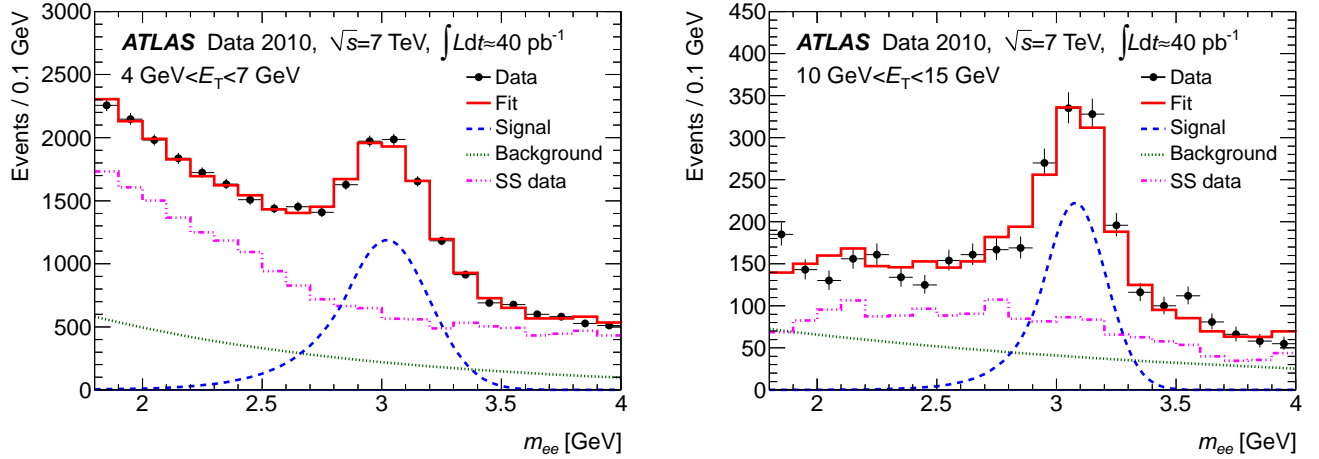 Events / 0.1 GeV
3000
2500
2000
1500
1000
500
0
ATLAS Data 2010, √s=7 TeV, ∫Ldt≈40 pb⁻¹
4 GeV<E_T<7 GeV
Data
Fit
Signal
Background
SS data
2 2.5 3 3.5 4
m_ee [GeV]
Events / 0.1 GeV
450
400
350
300
250
200
150
100
50
0
ATLAS Data 2010, √s=7 TeV, ∫Ldt≈40 pb⁻¹
10 GeV<E_T<15 GeV
Data
Fit
Signal
Background
SS data
2 2.5 3 3.5 4
m_ee [GeV]